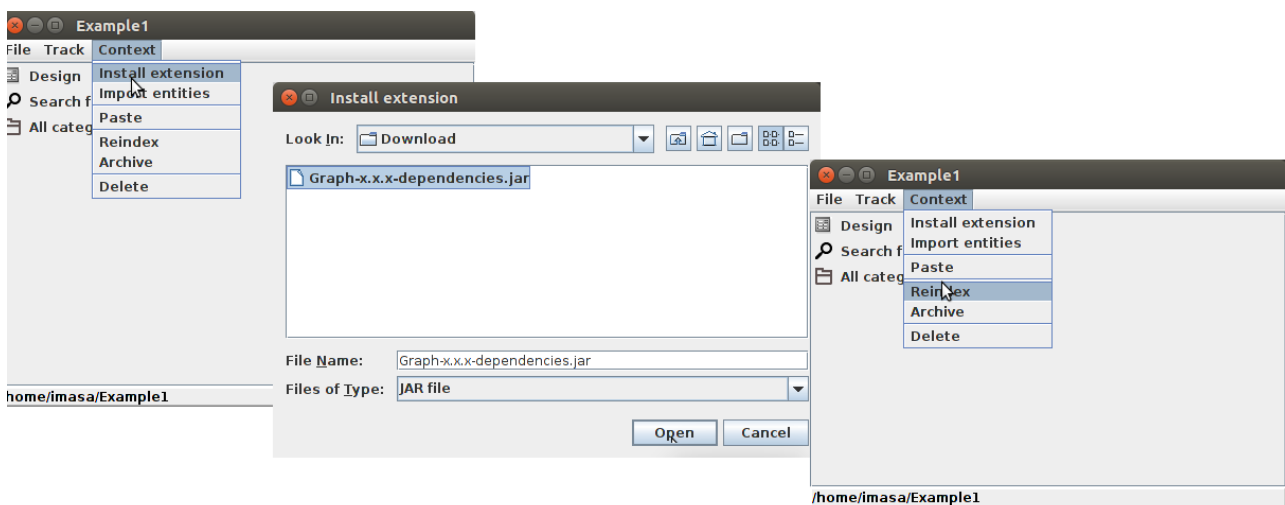 Example1
File Track Context
Design
Search f
All categ
Install extension
Import entities
Paste
Reindex
Archive
Delete
/home/imasa/Example1
Install extension
Look In: Download
Graph-x.x.x-dependencies.jar
File Name: Graph-x.x.x-dependencies.jar
Files of Type: JAR file
Open Cancel
Example1
File Track Context
Design
Search f
All categ
Install extension
Import entities
Paste
Reindex
Archive
Delete
/home/imasa/Example1